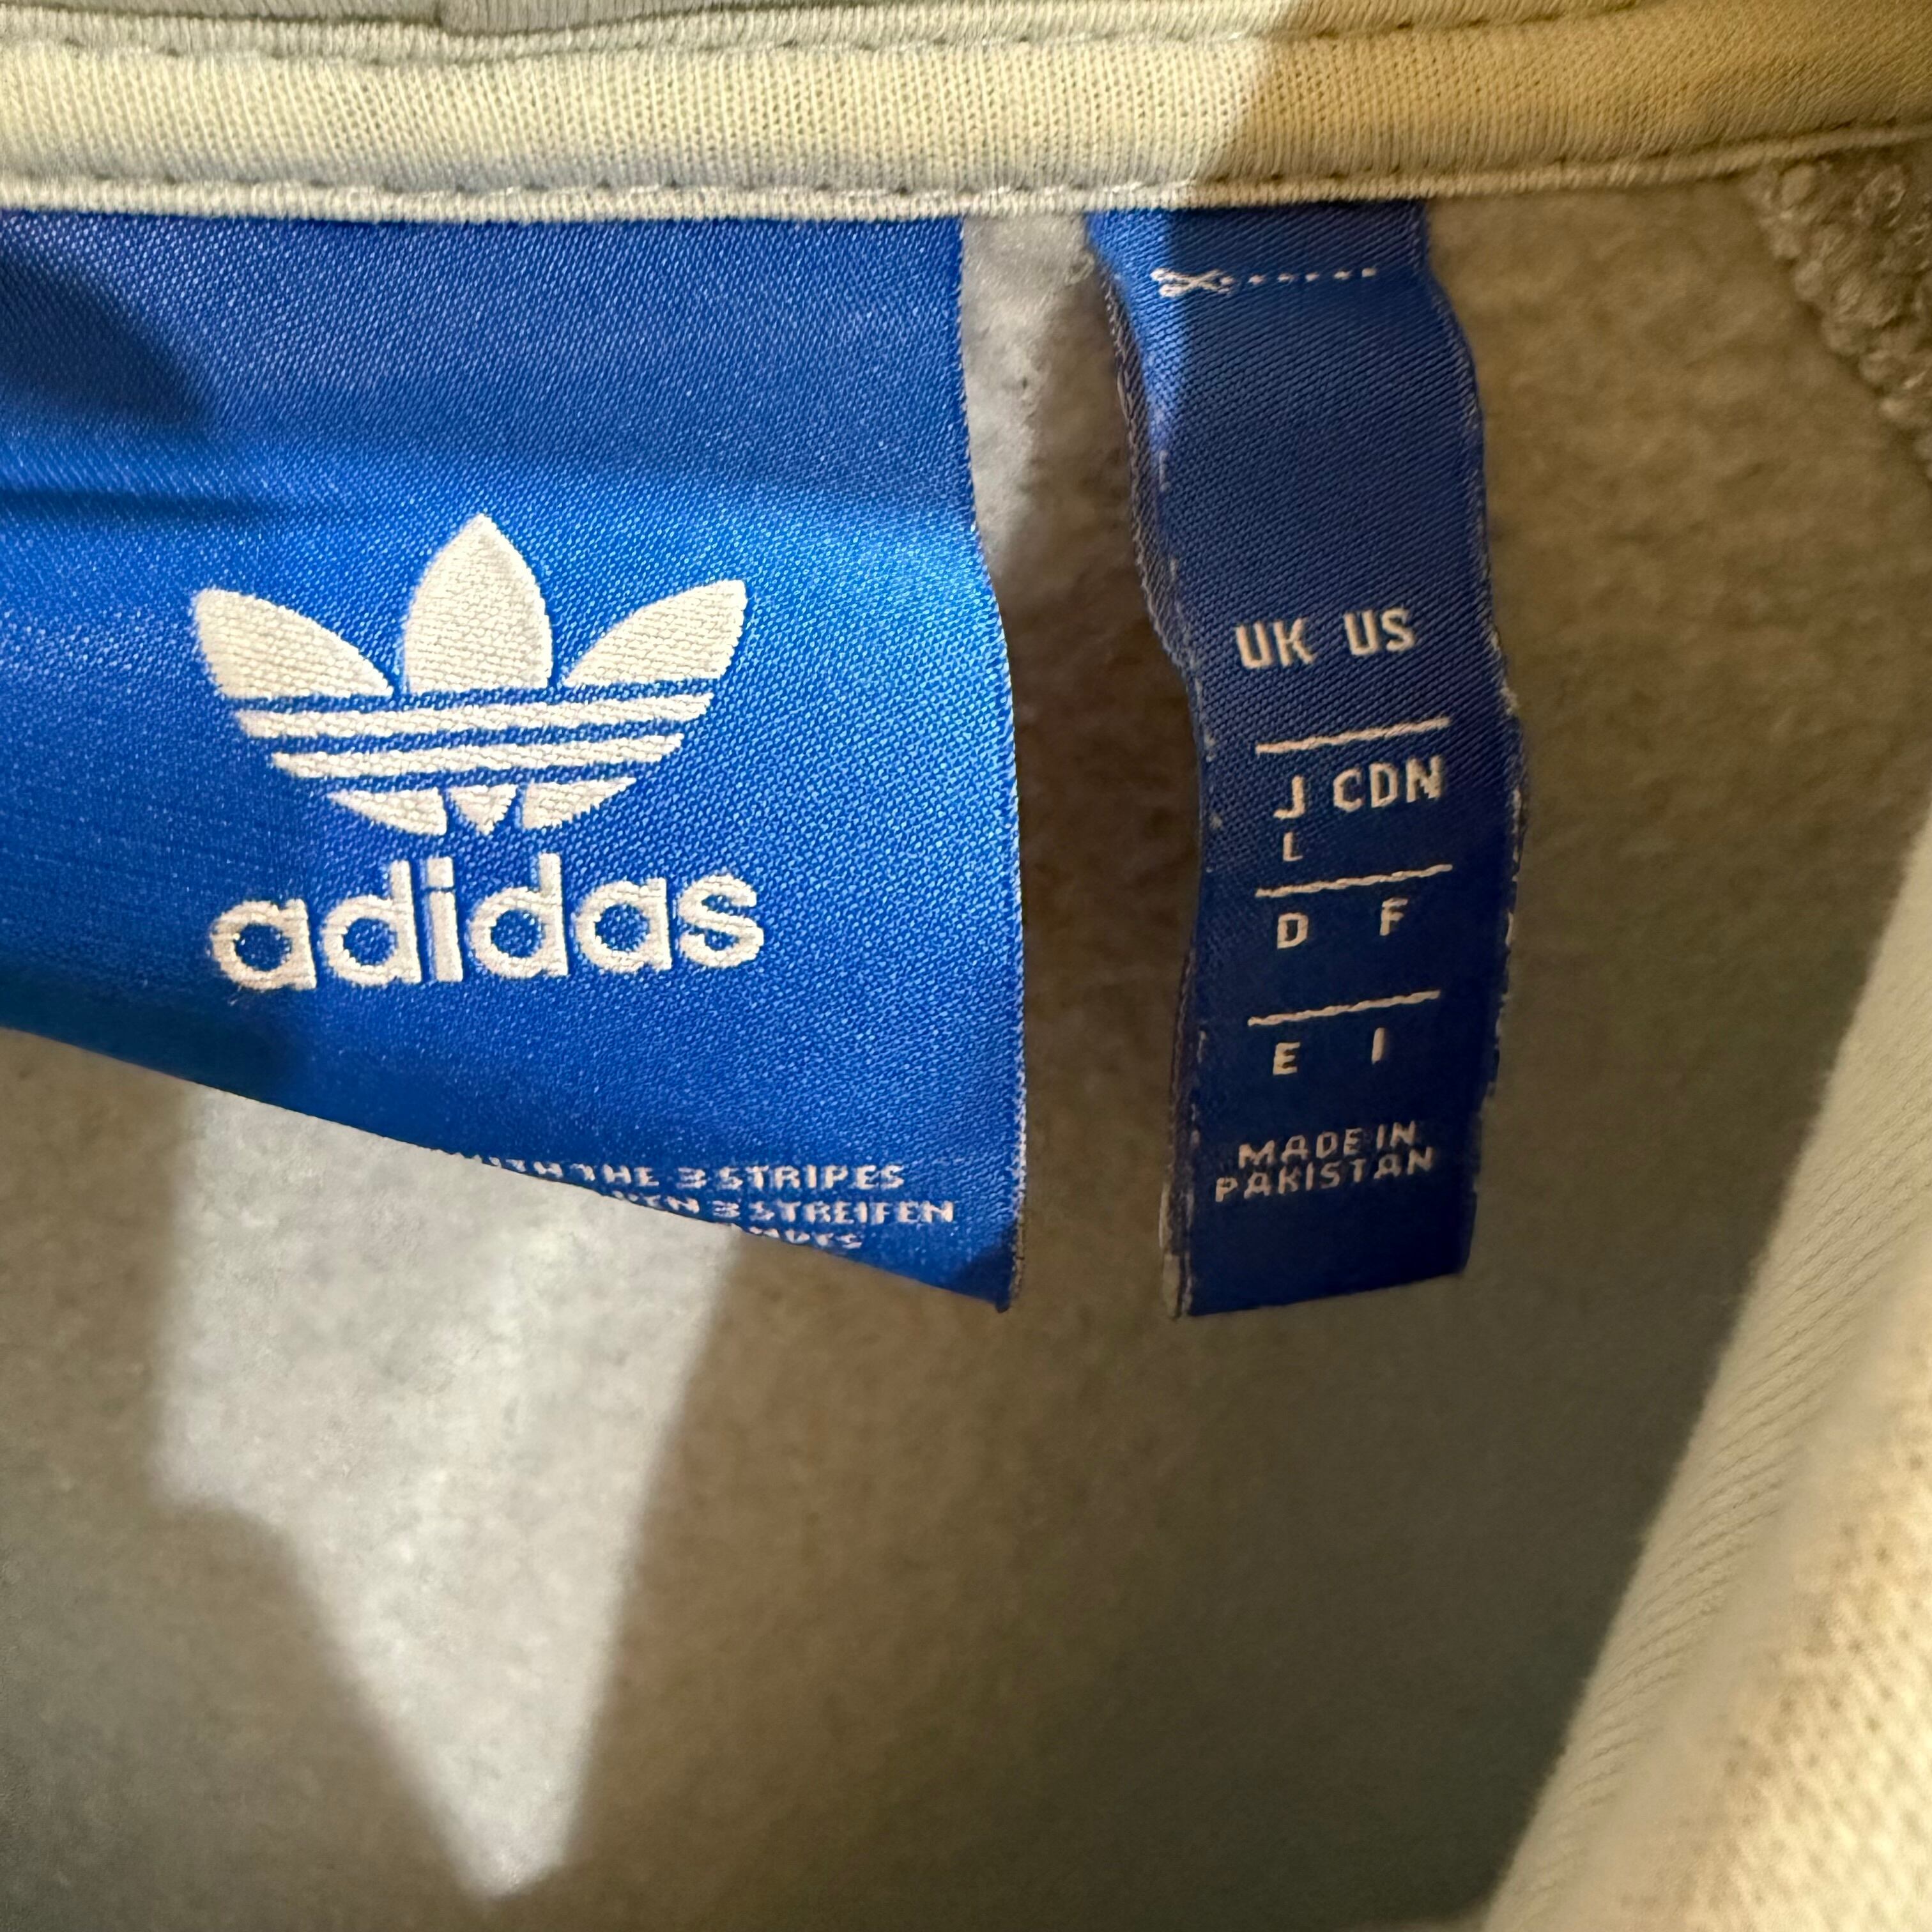 adidas
THE 3 STRIPES
3 STREIFEN
UK US
J CDN
L
D F
E I
MADE IN
PAKISTAN